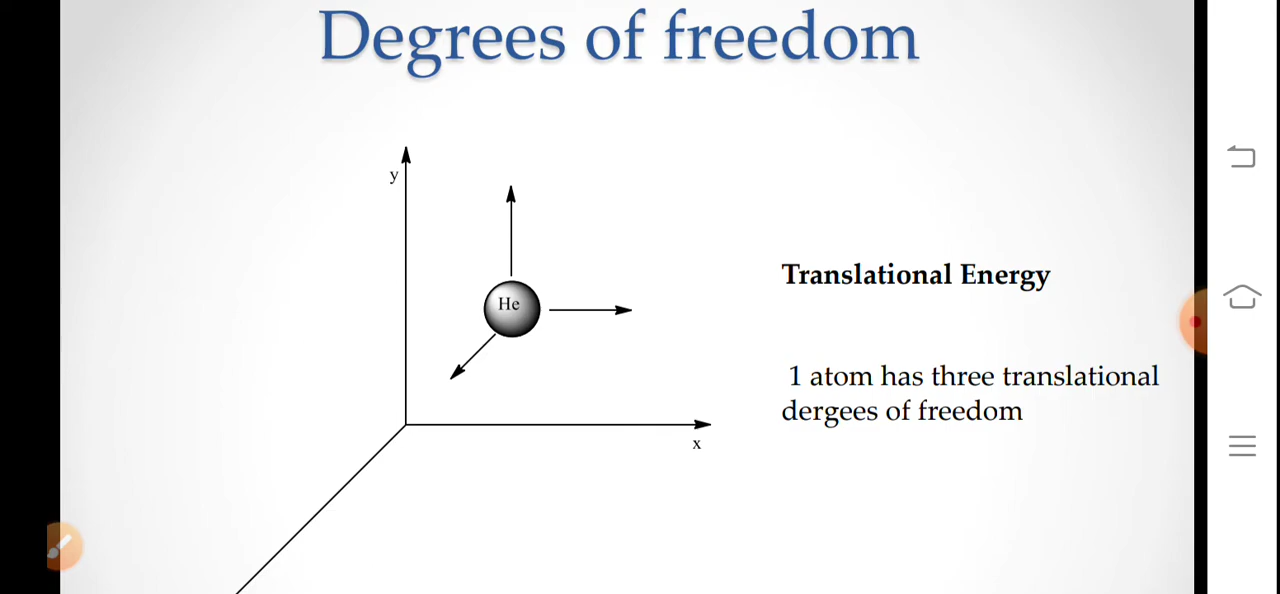 Degrees of freedom
y
He
Translational Energy
1 atom has three translational
dergees of freedom
x